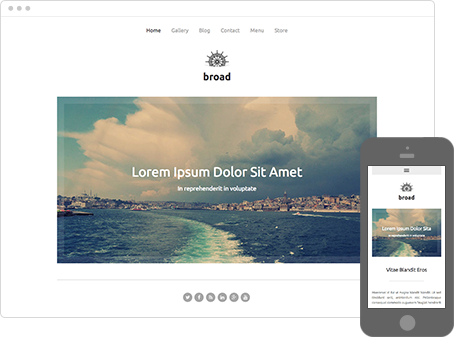 Home Gallery Blog Contact Menu Store
broad
Lorem Ipsum Dolor Sit Amet
In reprehenderit in voluptate
broad
Lorem Ipsum Dolor Sita
Vitae Blandit Eros